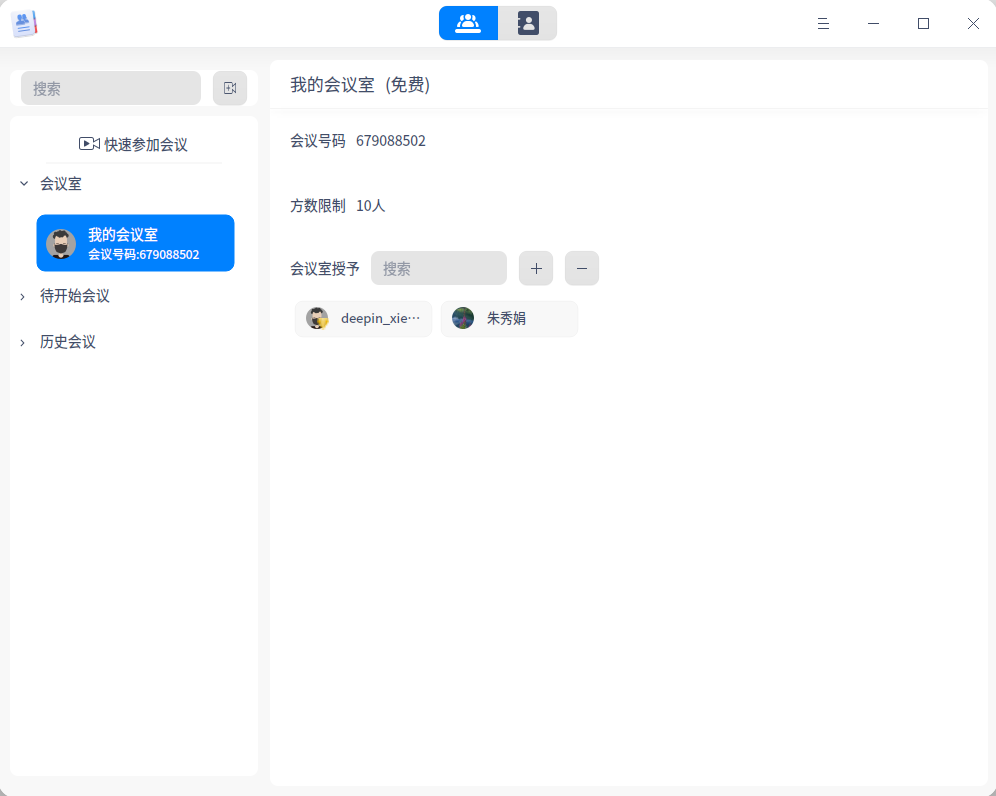 搜索
快速参加会议
会议室
我的会议室
会议号码:679088502
待开始会议
历史会议
我的会议室 (免费)
会议号码 679088502
方数限制 10人
会议室授予 搜索
deepin_xie… 朱秀娟